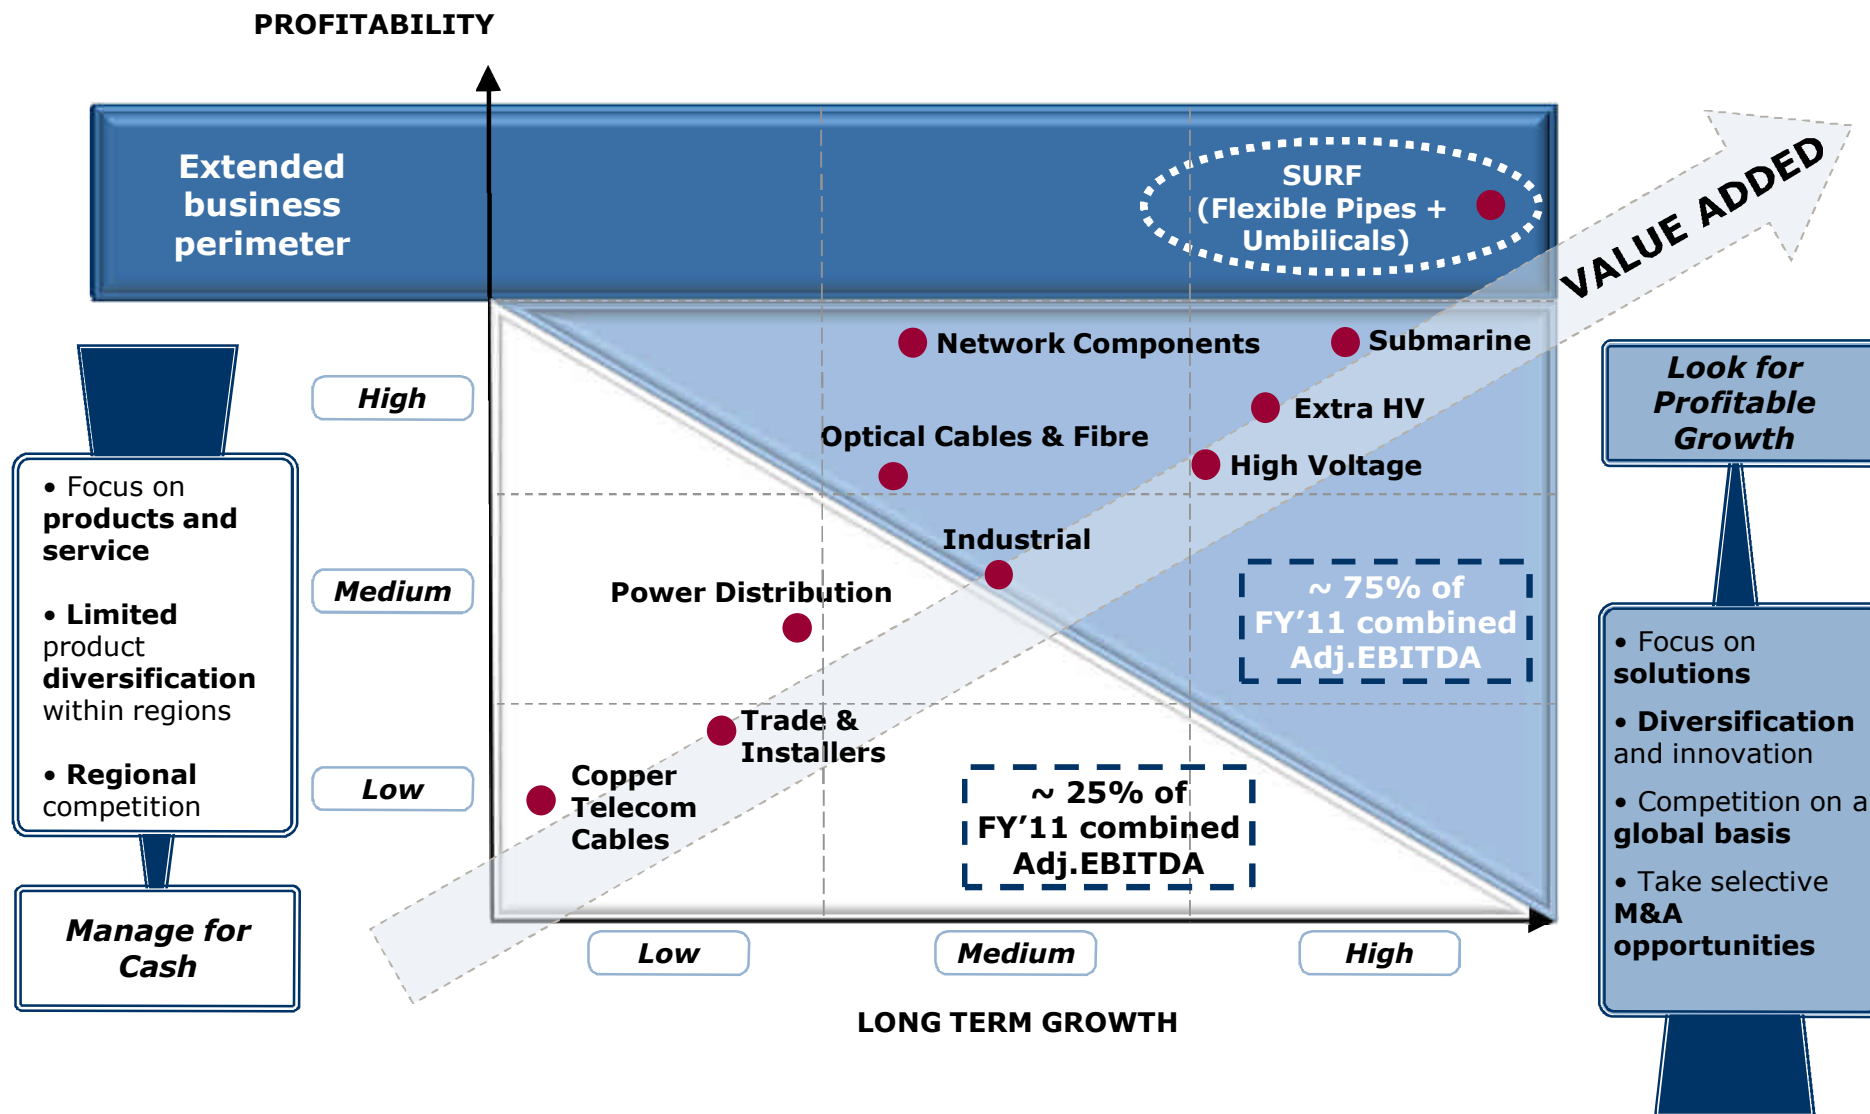 PROFITABILITY
Extended
business
perimeter
SURF
(Flexible Pipes +
Umbilicals)
VALUE ADDED
Network Components
Submarine
High
Extra HV
Optical Cables & Fibre
High Voltage
Industrial
Medium
Power Distribution
~ 75% of
FY’11 combined
Adj.EBITDA
Trade &
Installers
Low
Copper
Telecom
Cables
~ 25% of
FY’11 combined
Adj.EBITDA
Low
Medium
High
LONG TERM GROWTH
• Focus on
products and
service
• Limited
product
diversification
within regions
• Regional
competition
Manage for
Cash
Look for
Profitable
Growth
• Focus on
solutions
• Diversification
and innovation
• Competition on a
global basis
• Take selective
M&A
opportunities